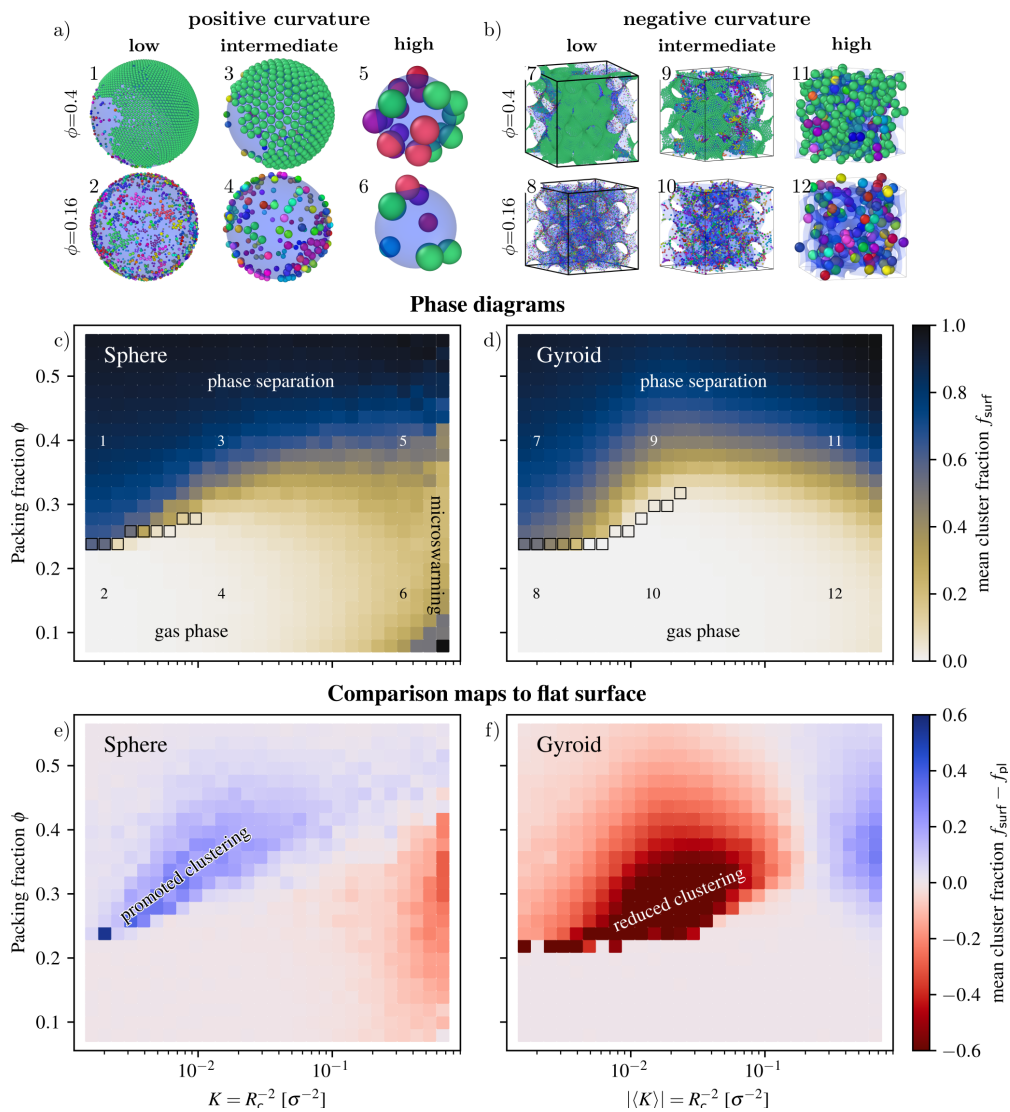 a)
positive curvature
low
intermediate
high
1
3
5
ϕ=0.4
2
4
6
ϕ=0.16
b)
negative curvature
low
intermediate
high
7
9
11
ϕ=0.4
8
10
12
ϕ=0.16
Phase diagrams
c)
Sphere
phase separation
1
3
5
microswarming
2
4
6
gas phase
Packing fraction ϕ
0.5
0.4
0.3
0.2
0.1
d)
Gyroid
phase separation
7
9
11
8
10
12
gas phase
1.0
0.8
0.6
0.4
0.2
0.0
mean cluster fraction f_surf
Comparison maps to flat surface
e)
Sphere
promoted clustering
Packing fraction ϕ
0.5
0.4
0.3
0.2
0.1
10⁻²
10⁻¹
K = R_c⁻² [σ⁻²]
f)
Gyroid
reduced clustering
10⁻²
10⁻¹
|⟨K⟩| = R_c⁻² [σ⁻²]
0.6
0.4
0.2
0.0
−0.2
−0.4
−0.6
mean cluster fraction f_surf − f_pl